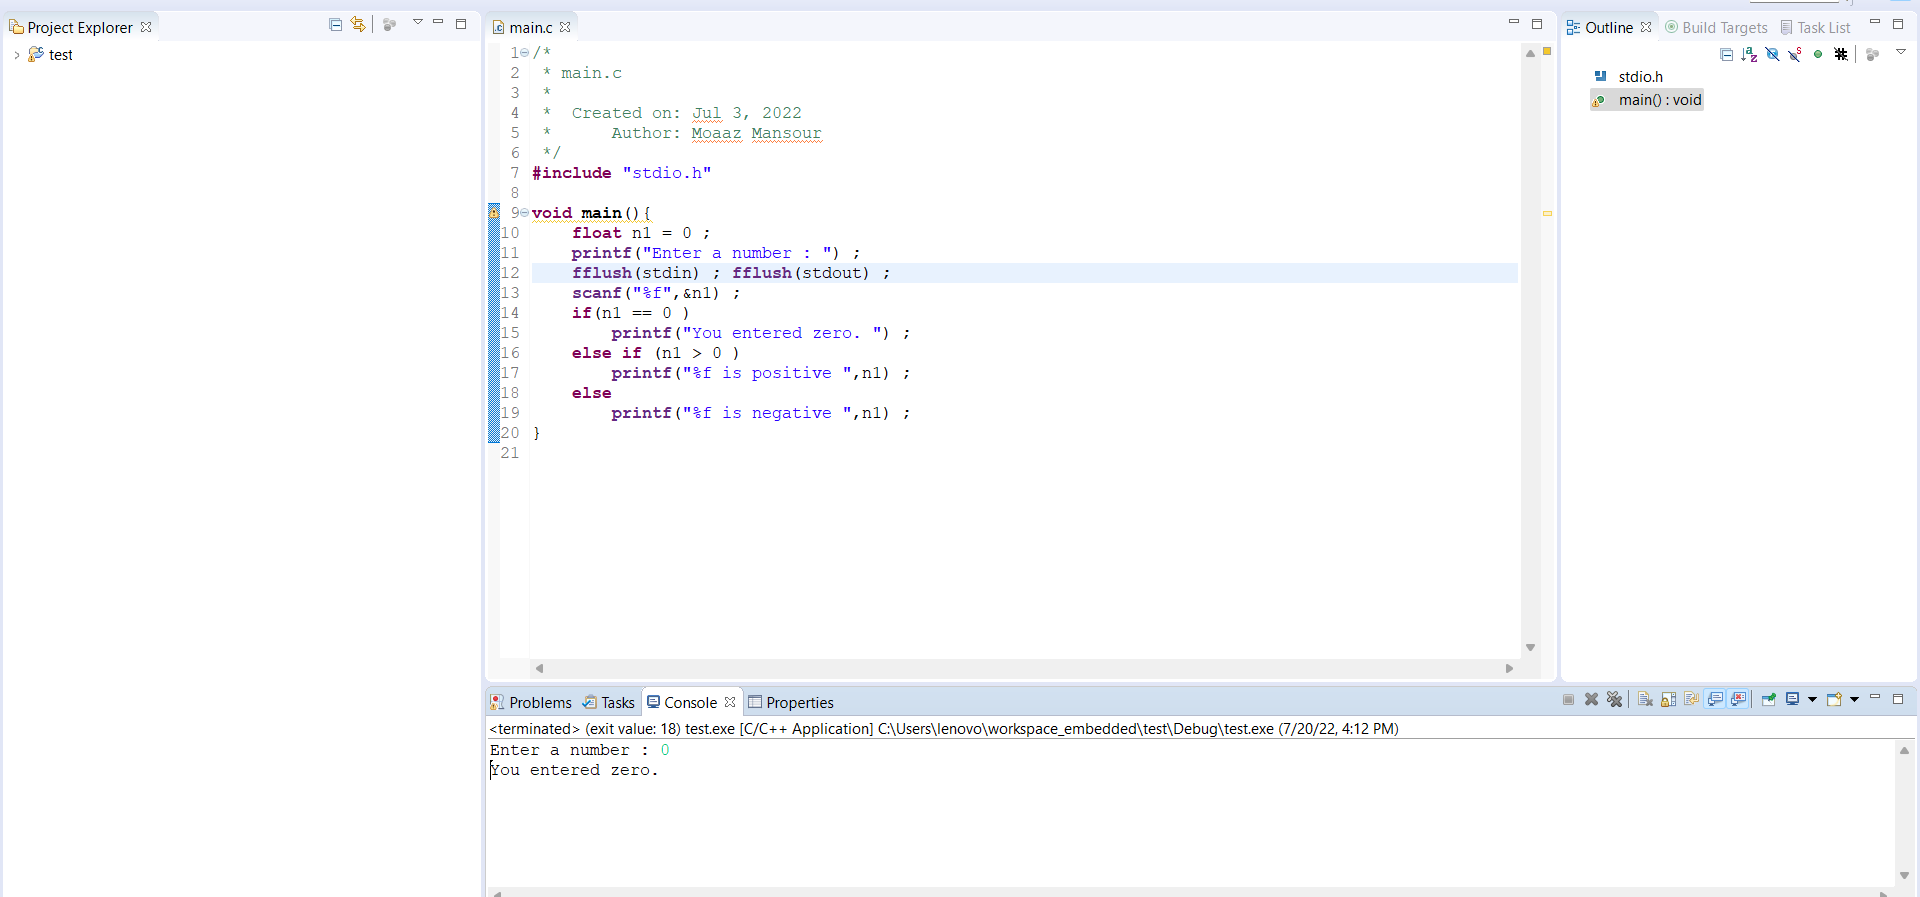 Project Explorer
test
main.c
1 /*
2  * main.c
3  *
4  *  Created on: Jul 3, 2022
5  *      Author: Moaaz Mansour
6  */
7 #include "stdio.h"
8
9 void main(){
10     float n1 = 0 ;
11     printf("Enter a number : ") ;
12     fflush(stdin) ; fflush(stdout) ;
13     scanf("%f",&n1) ;
14     if(n1 == 0 )
15         printf("You entered zero. ") ;
16     else if (n1 > 0 )
17         printf("%f is positive ",n1) ;
18     else
19         printf("%f is negative ",n1) ;
20 }
21
Outline Build Targets Task List
stdio.h
main() : void
Problems Tasks Console Properties
<terminated> (exit value: 18) test.exe [C/C++ Application] C:\Users\lenovo\workspace_embedded\test\Debug\test.exe (7/20/22, 4:12 PM)
Enter a number : 0
You entered zero.